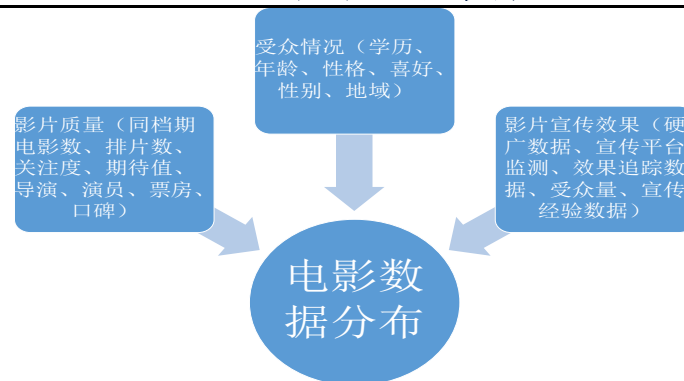 受众情况（学历、
年龄、性格、喜好、
性别、地域）
影片质量（同档期
电影数、排片数、
关注度、期待值、
导演、演员、票房、
口碑）
影片宣传效果（硬
广数据、宣传平台
监测、效果追踪数
据、受众量、宣传
经验数据）
电影数
据分布